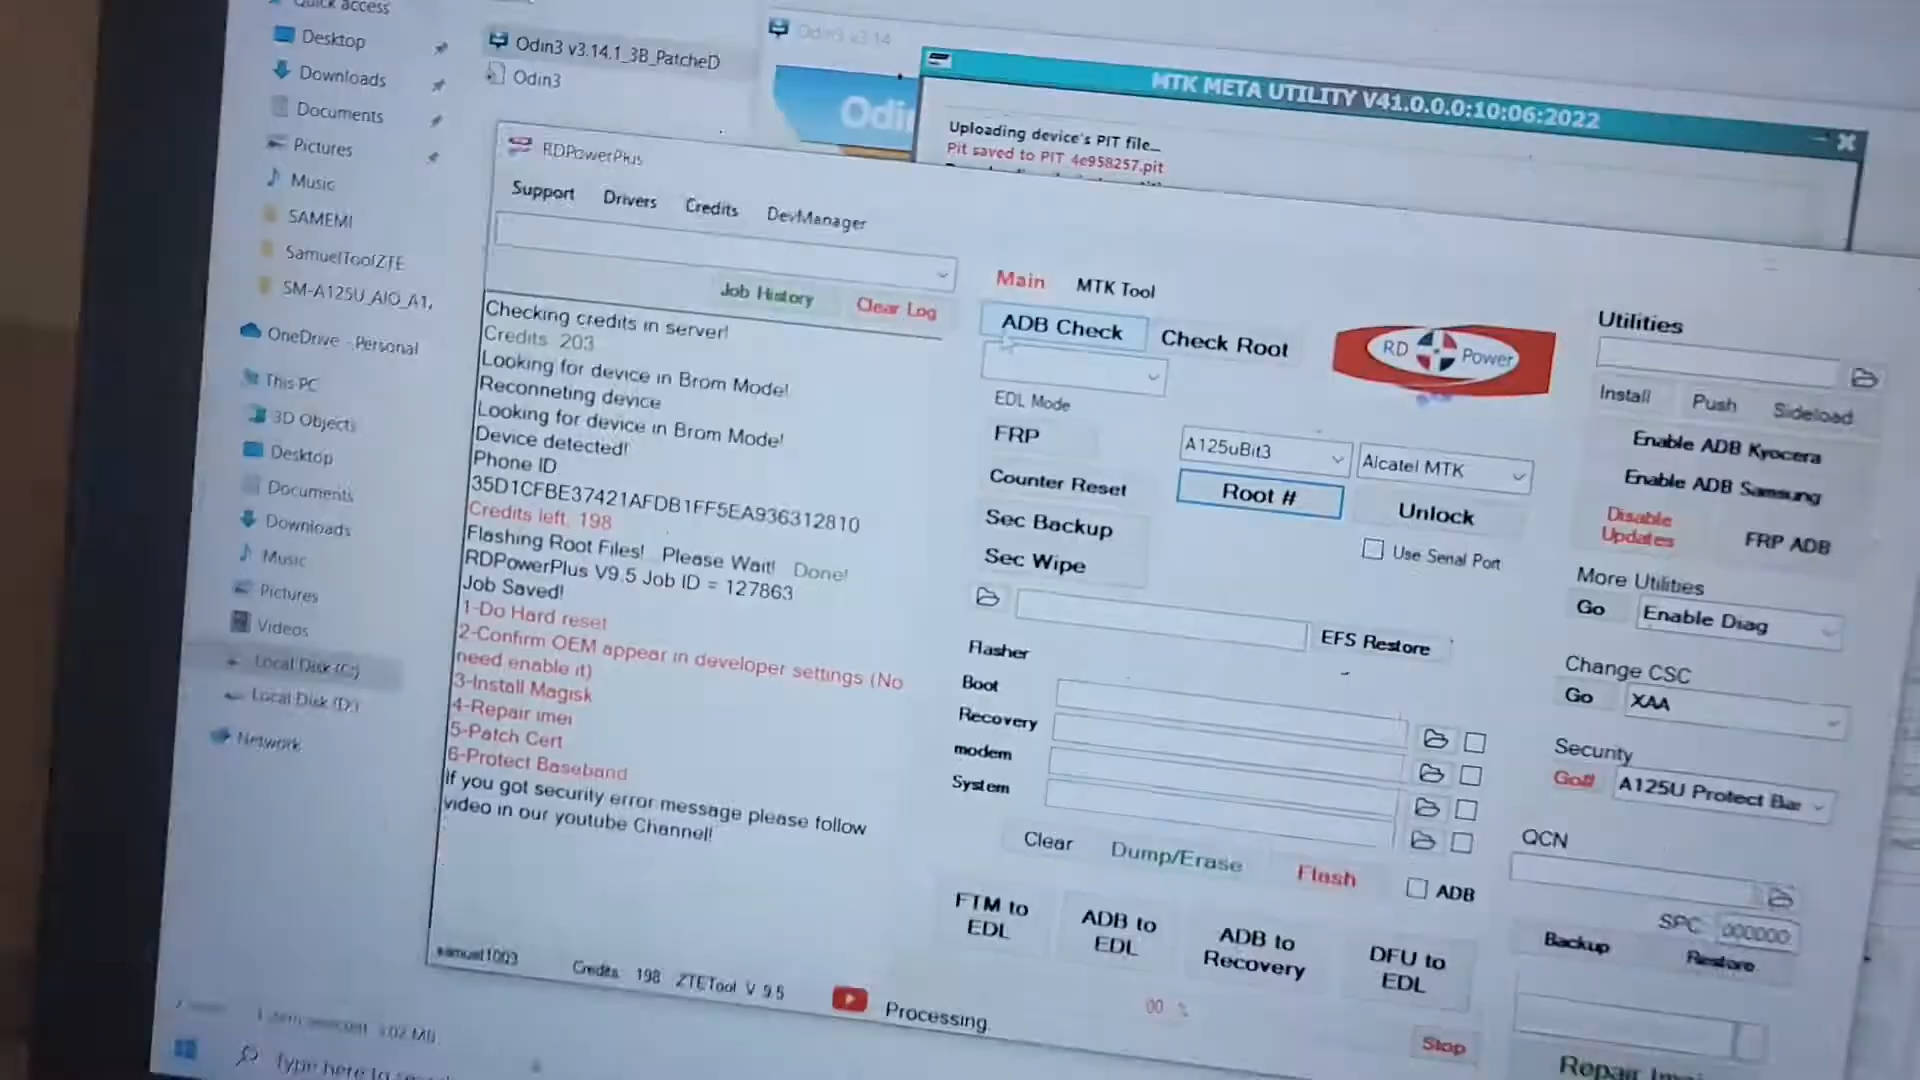 Quick access
Desktop
Downloads
Documents
Pictures
Music
SAMEMI
SamuelToolZTE
SM-A125U_AIO_A1,
OneDrive - Personal
This PC
3D Objects
Desktop
Documents
Downloads
Music
Pictures
Videos
Local Disk (C:)
Local Disk (D:)
Network
Odin3 v3.14.1_3B_PatcheD
Odin3
Odin3 v3.14
Odi
MTK META UTILITY V41.0.0.0:10:06:2022
Uploading device's PIT file...
Pit saved to PIT 4e958257.pit
RDPowerPlus
Support Drivers Credits DevManager
Job History Clear Log
Checking credits in server!
Credits 203
Looking for device in Brom Mode!
Reconneting device
Looking for device in Brom Mode!
Device detected!
Phone ID
35D1CFBE37421AFDB1FF5EA936312810
Credits left 198
Flashing Root Files! Please Wait! Done!
RDPowerPlus V9.5 Job ID = 127863
Job Saved!
1-Do Hard reset
2-Confirm OEM appear in developer settings (No
need enable it)
3-Install Magisk
4-Repair imei
5-Patch Cert
6-Protect Baseband
If you got security error message please follow
video in our youtube Channel!
samuel1003 Credits 198 ZTETool V 9.5
Processing.
Main MTK Tool
ADB Check Check Root
RD Power
EDL Mode
FRP
A125uBit3 Alcatel MTK
Counter Reset Root # Unlock
Sec Backup
Use Serial Port
Sec Wipe
EFS Restore
Flasher
Boot
Recovery
modem
System
Clear Dump/Erase Flash ADB
FTM to
EDL
ADB to
EDL
ADB to
Recovery
DFU to
EDL
00 %
Stop
Utilities
Install Push Sideload
Enable ADB Kyocera
Enable ADB Samsung
Disable
Updates
FRP ADB
More Utilities
Go Enable Diag
Change CSC
Go XAA
Security
Go# A125U Protect Bas
QCN
SPC 000000
Backup Restore
Type here to